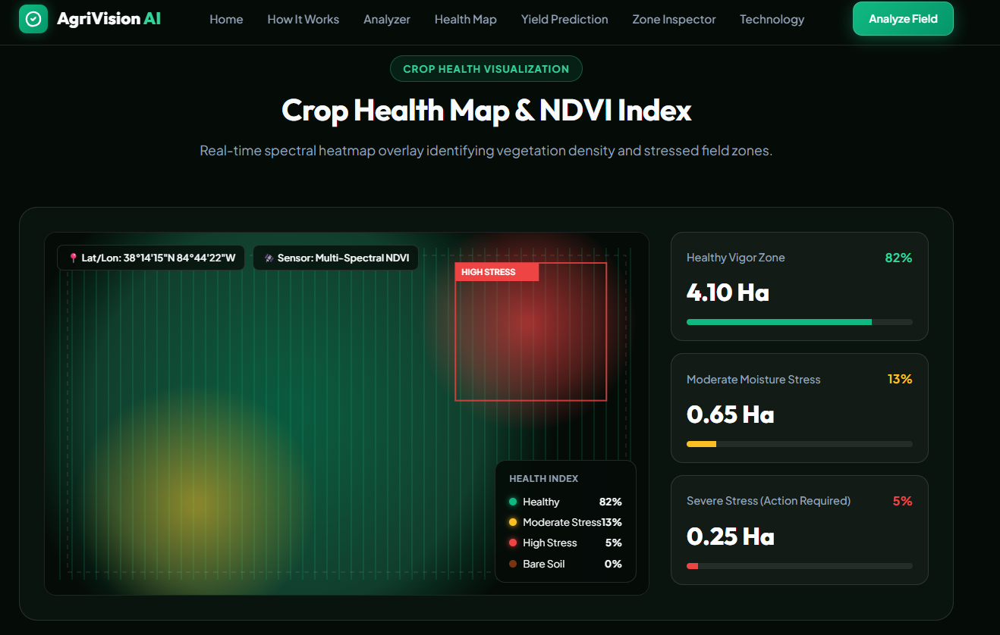 AgriVision AI
Home How It Works Analyzer Health Map Yield Prediction Zone Inspector Technology
Analyze Field
CROP HEALTH VISUALIZATION
Crop Health Map & NDVI Index
Real-time spectral heatmap overlay identifying vegetation density and stressed field zones.
Lat/Lon: 38°14'15"N 84°44'22"W
Sensor: Multi-Spectral NDVI
HIGH STRESS
HEALTH INDEX
Healthy 82%
Moderate Stress 13%
High Stress 5%
Bare Soil 0%
Healthy Vigor Zone 82%
4.10 Ha
Moderate Moisture Stress 13%
0.65 Ha
Severe Stress (Action Required) 5%
0.25 Ha